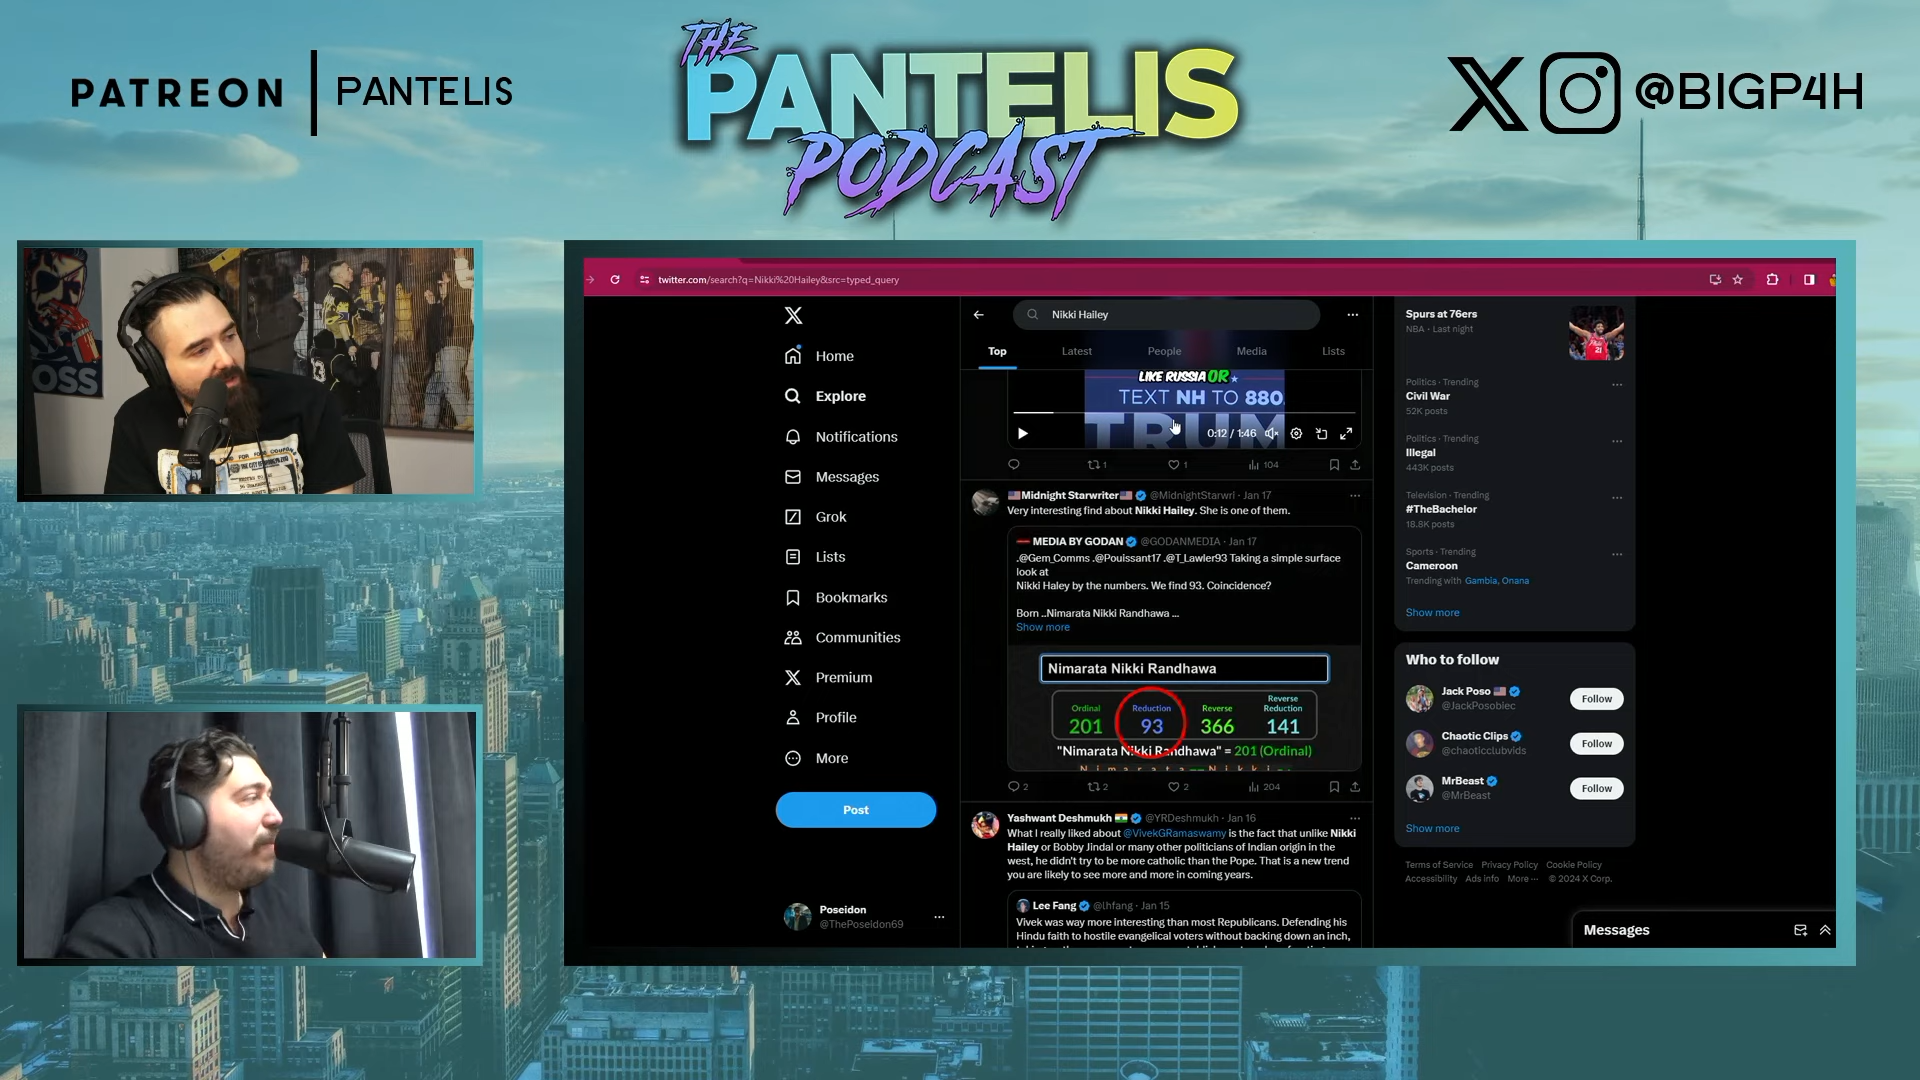 PATREON | PANTELIS
THE
PANTELIS
PODCAST
@BIGP4H
OSS
twitter.com/search?q=Nikki%20Hailey&src=typed_query
Home
Explore
Notifications
Messages
Grok
Lists
Bookmarks
Communities
Premium
Profile
More
Post
Poseidon
@ThePoseidon69
Nikki Hailey
Top Latest People Media Lists
LIKE RUSSIA OR
TEXT NH TO 880
TRUM
0:12 / 1:46
1 1 104
Midnight Starwriter @MidnightStarwri · Jan 17
Very interesting find about Nikki Hailey. She is one of them.
MEDIA BY GODAN @GODANMEDIA · Jan 17
.@Gem_Comms .@Pouissant17 .@T_Lawler93 Taking a simple surface
look at
Nikki Haley by the numbers. We find 93. Coincidence?
Born ..Nimarata Nikki Randhawa ...
Show more
Nimarata Nikki Randhawa
Ordinal Reduction Reverse Reverse Reduction
201 93 366 141
"Nimarata Nikki Randhawa" = 201 (Ordinal)
2 2 2 204
Yashwant Deshmukh @YRDeshmukh · Jan 16
What I really liked about @VivekGRamaswamy is the fact that unlike Nikki
Hailey or Bobby Jindal or many other politicians of Indian origin in the
west, he didn't try to be more catholic than the Pope. That is a new trend
you are likely to see more and more in coming years.
Lee Fang @lhfang · Jan 15
Vivek was way more interesting than most Republicans. Defending his
Hindu faith to hostile evangelical voters without backing down an inch,
Spurs at 76ers
NBA · Last night
Politics · Trending
Civil War
52K posts
Politics · Trending
Illegal
443K posts
Television · Trending
#TheBachelor
18.8K posts
Sports · Trending
Cameroon
Trending with Gambia, Onana
Show more
Who to follow
Jack Poso
@JackPosobiec
Follow
Chaotic Clips
@chaoticclubvids
Follow
MrBeast
@MrBeast
Follow
Show more
Terms of Service Privacy Policy Cookie Policy
Accessibility Ads info More ··· © 2024 X Corp.
Messages